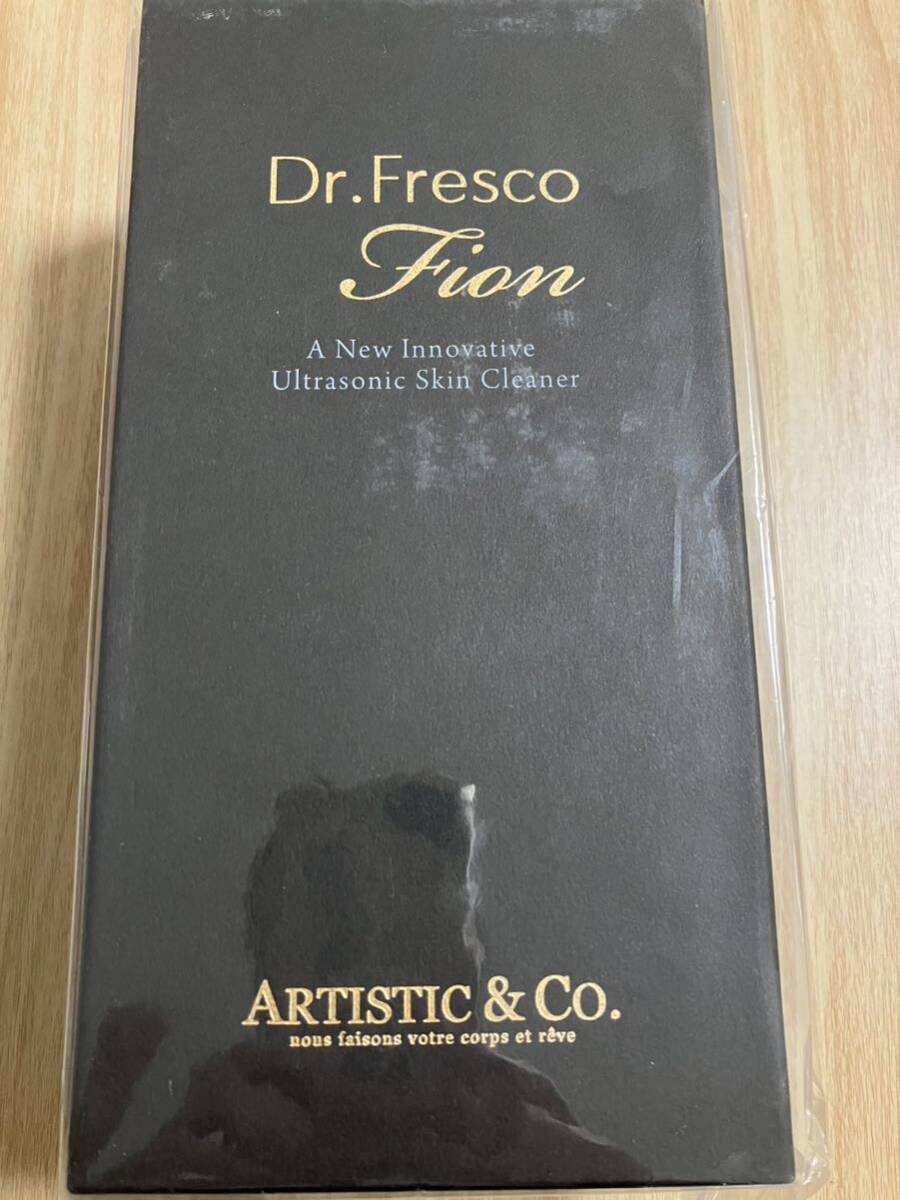 Dr.Fresco
Fion
A New Innovative
Ultrasonic Skin Cleaner
ARTISTIC & CO.
nous faisons votre corps et rêve